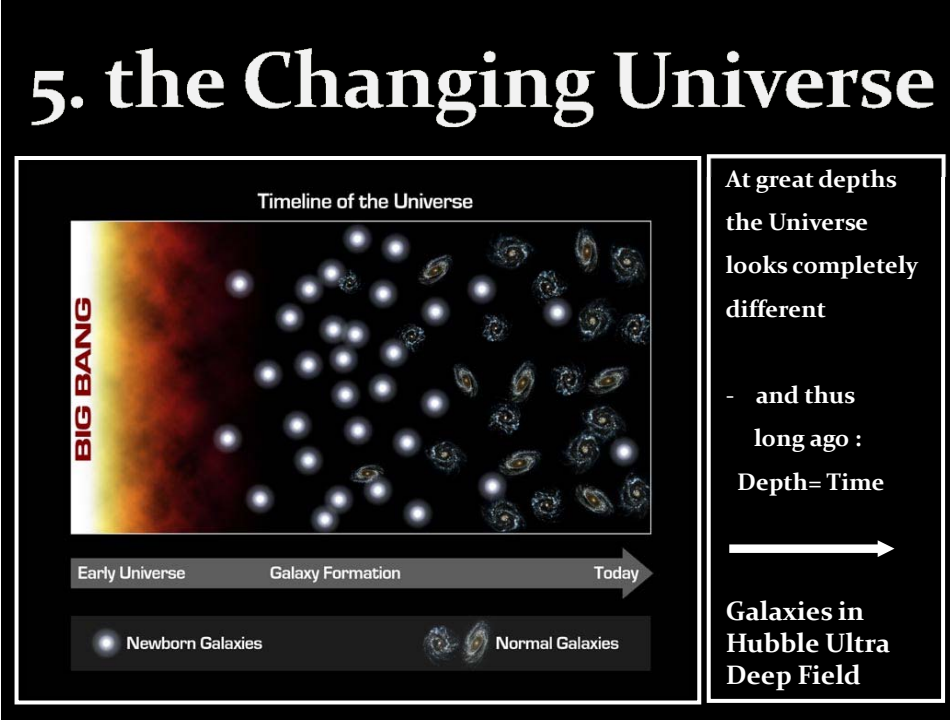 5. the Changing Universe
Timeline of the Universe
BIG BANG
Early Universe
Galaxy Formation
Today
Newborn Galaxies
Normal Galaxies
At great depths
the Universe
looks completely
different
- and thus
long ago :
Depth= Time
Galaxies in
Hubble Ultra
Deep Field